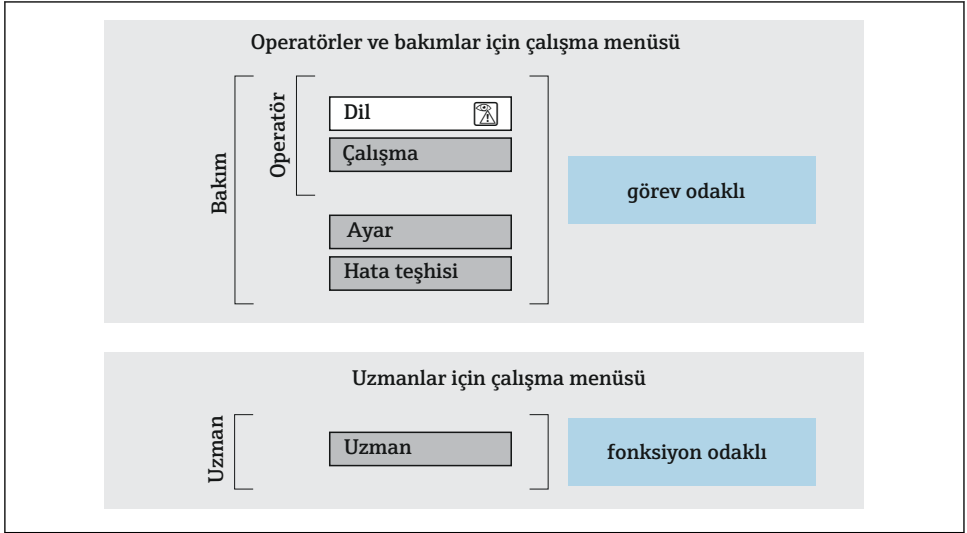 Operatörler ve bakımlar için çalışma menüsü
Bakım
Operatör
Dil
Çalışma
Ayar
Hata teşhisi
görev odaklı
Uzmanlar için çalışma menüsü
Uzman
Uzman
fonksiyon odaklı